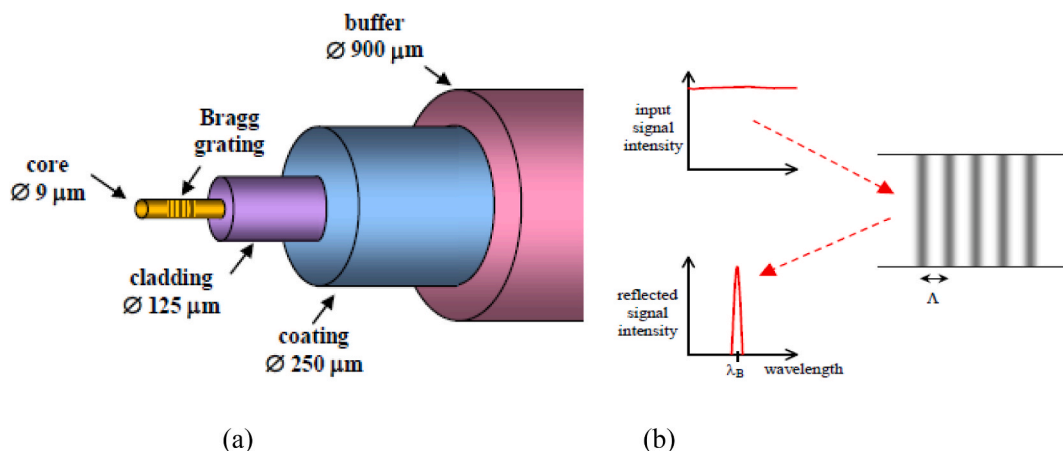 buffer
∅ 900 µm
Bragg
grating
core
∅ 9 µm
cladding
∅ 125 µm
coating
∅ 250 µm
(a)
input
signal
intensity
Λ
reflected
signal
intensity
λB
wavelength
(b)